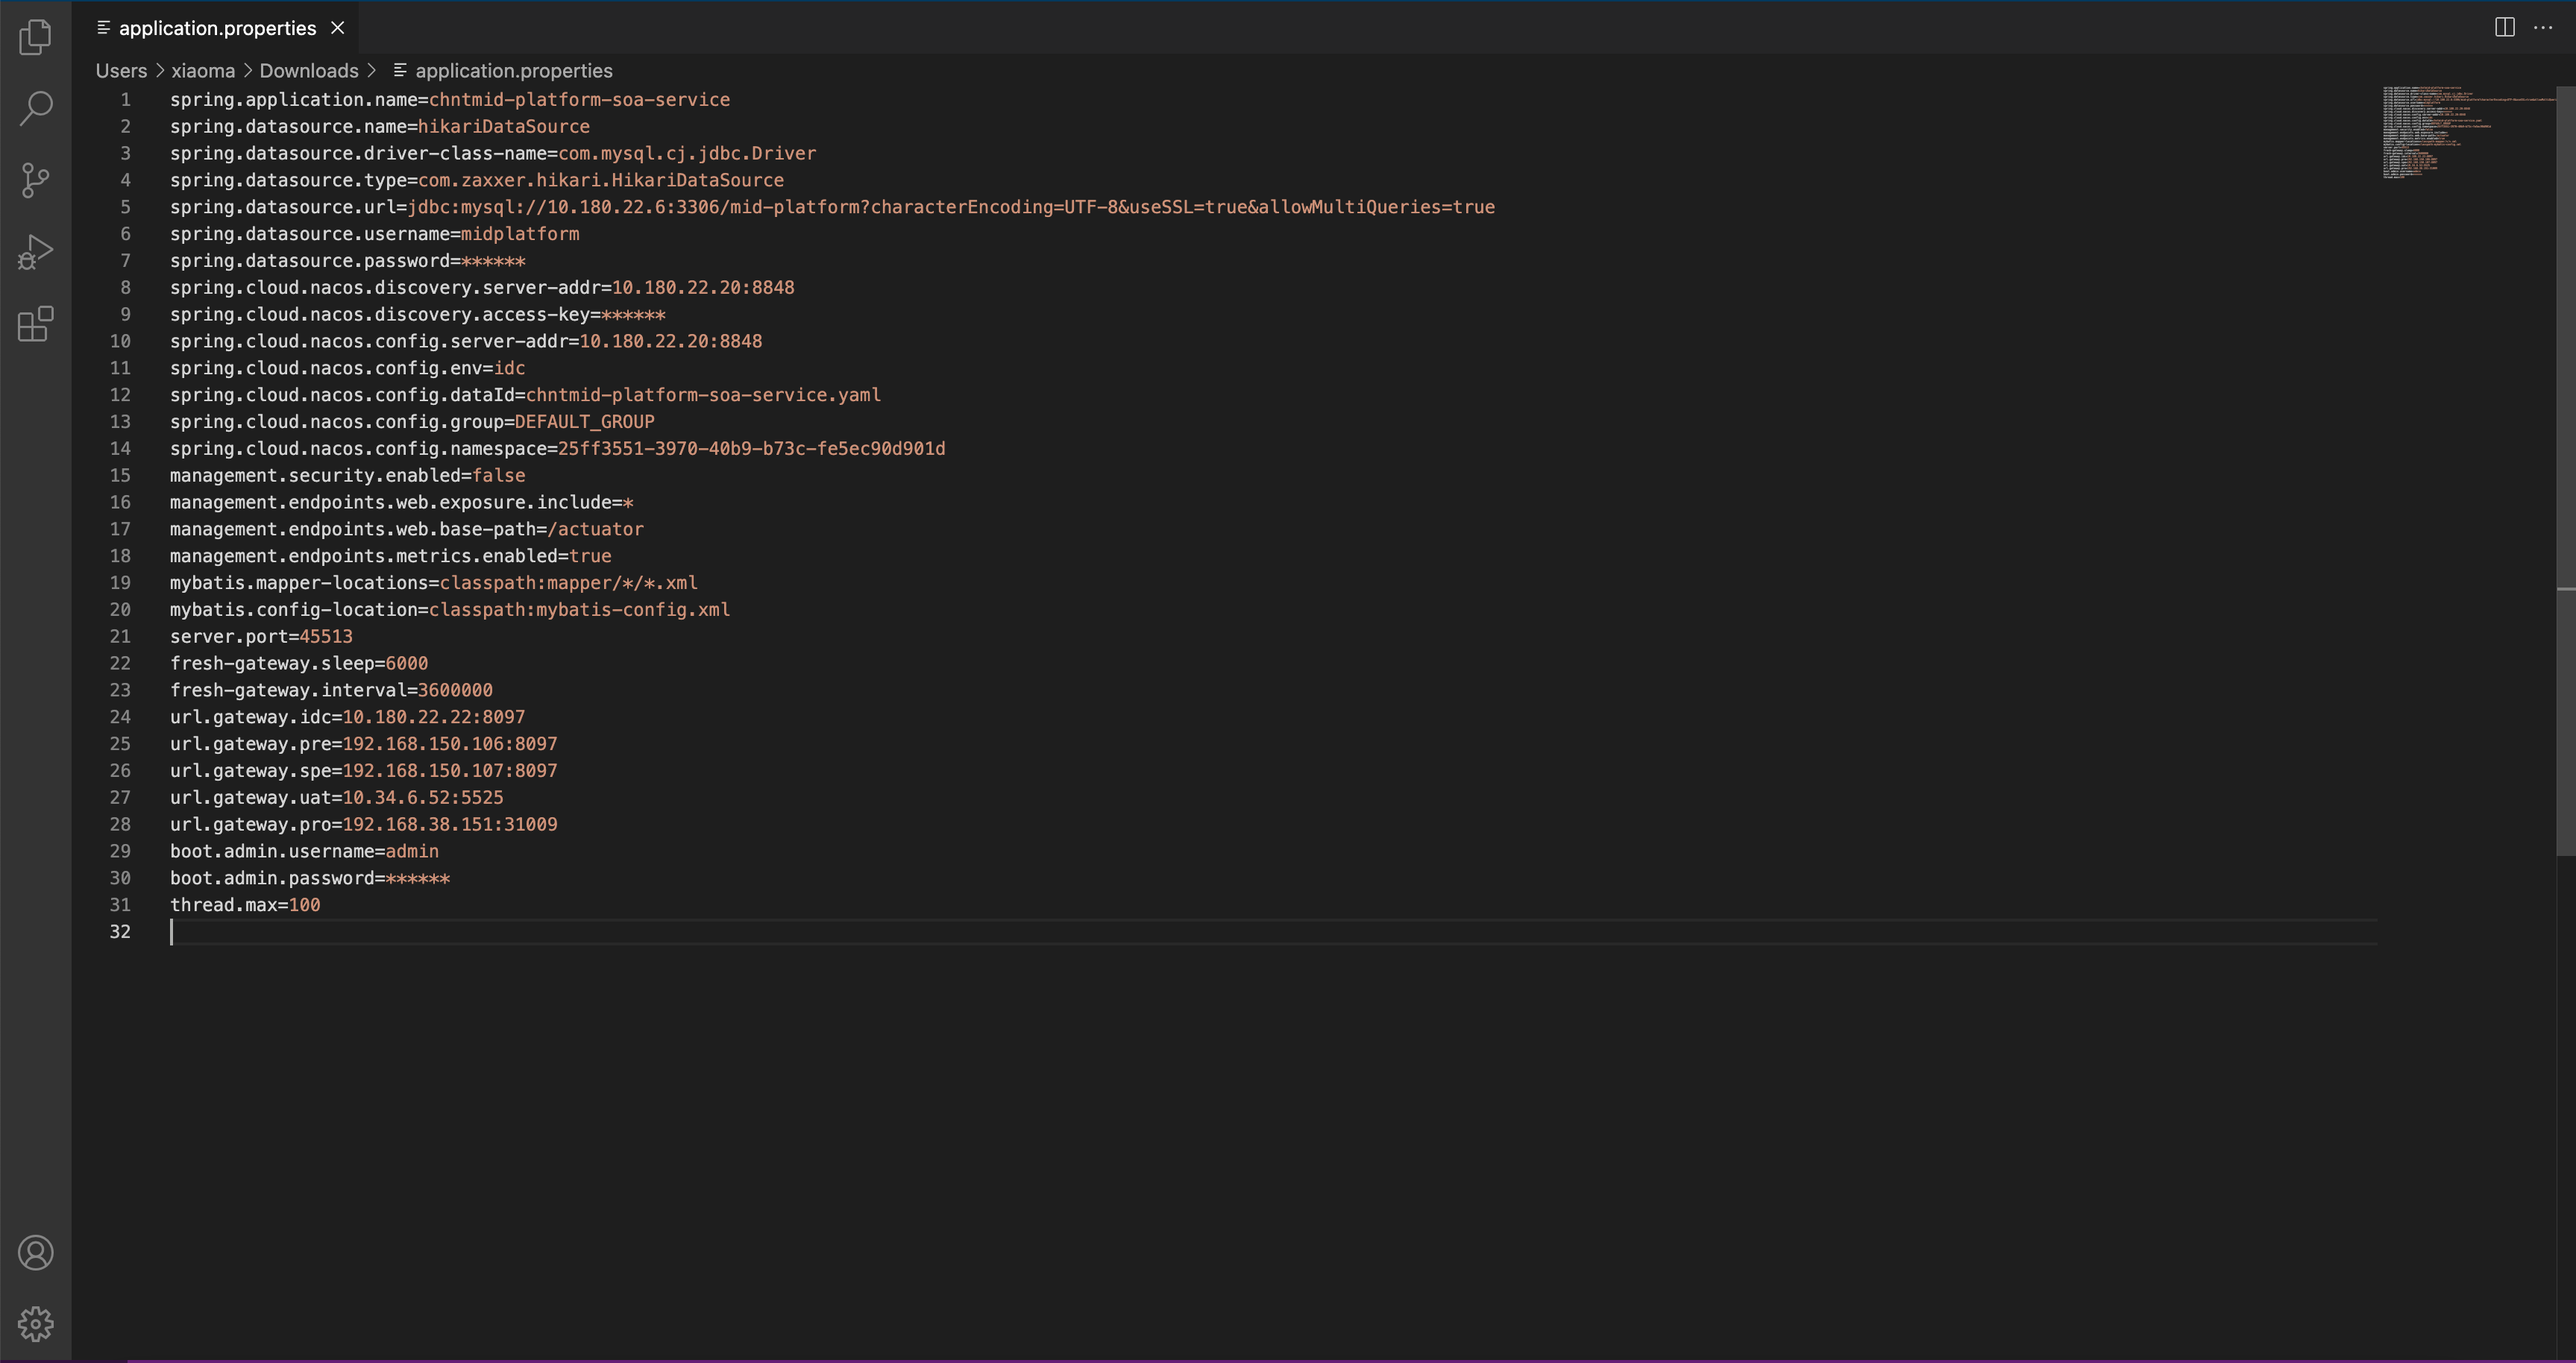 application.properties
Users > xiaoma > Downloads > application.properties
1 spring.application.name=chntmid-platform-soa-service
2 spring.datasource.name=hikariDataSource
3 spring.datasource.driver-class-name=com.mysql.cj.jdbc.Driver
4 spring.datasource.type=com.zaxxer.hikari.HikariDataSource
5 spring.datasource.url=jdbc:mysql://10.180.22.6:3306/mid-platform?characterEncoding=UTF-8&useSSL=true&allowMultiQueries=true
6 spring.datasource.username=midplatform
7 spring.datasource.password=******
8 spring.cloud.nacos.discovery.server-addr=10.180.22.20:8848
9 spring.cloud.nacos.discovery.access-key=******
10 spring.cloud.nacos.config.server-addr=10.180.22.20:8848
11 spring.cloud.nacos.config.env=idc
12 spring.cloud.nacos.config.dataId=chntmid-platform-soa-service.yaml
13 spring.cloud.nacos.config.group=DEFAULT_GROUP
14 spring.cloud.nacos.config.namespace=25ff3551-3970-40b9-b73c-fe5ec90d901d
15 management.security.enabled=false
16 management.endpoints.web.exposure.include=*
17 management.endpoints.web.base-path=/actuator
18 management.endpoints.metrics.enabled=true
19 mybatis.mapper-locations=classpath:mapper/*/*.xml
20 mybatis.config-location=classpath:mybatis-config.xml
21 server.port=45513
22 fresh-gateway.sleep=6000
23 fresh-gateway.interval=3600000
24 url.gateway.idc=10.180.22.22:8097
25 url.gateway.pre=192.168.150.106:8097
26 url.gateway.spe=192.168.150.107:8097
27 url.gateway.uat=10.34.6.52:5525
28 url.gateway.pro=192.168.38.151:31009
29 boot.admin.username=admin
30 boot.admin.password=******
31 thread.max=100
32